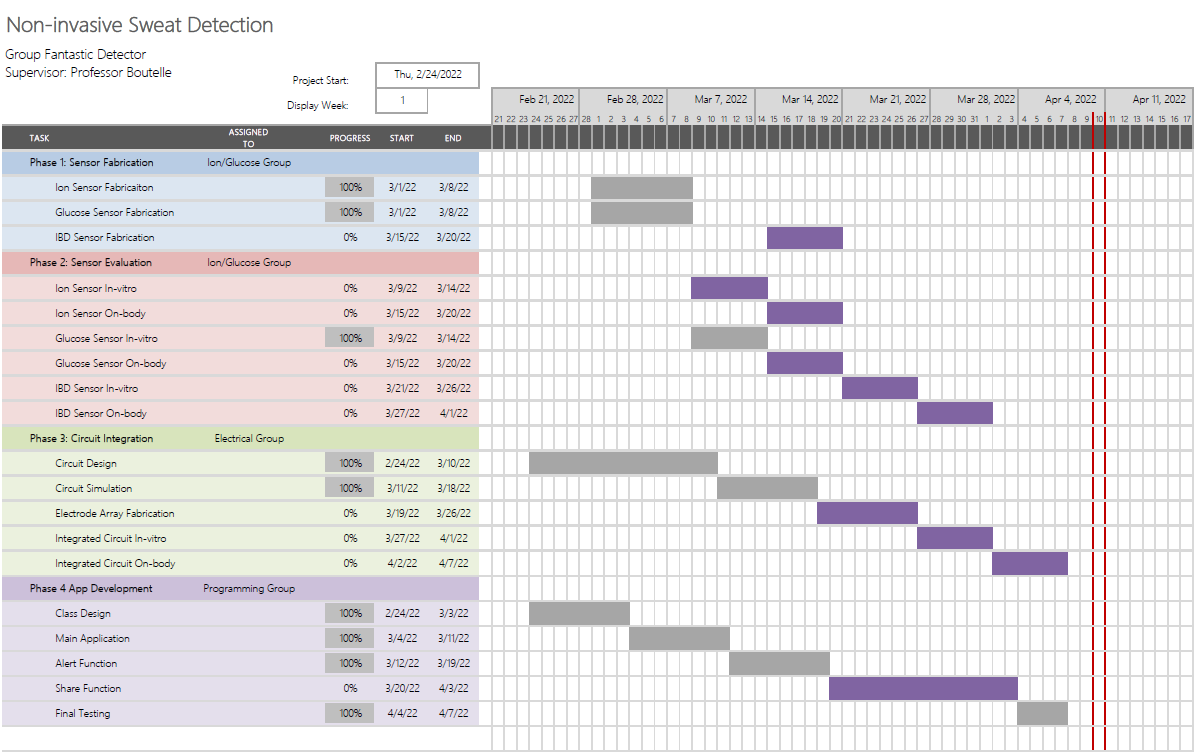 Non-invasive Sweat Detection
Group Fantastic Detector
Supervisor: Professor Boutelle
Project Start: Thu, 2/24/2022
Display Week: 1
Feb 21, 2022 Feb 28, 2022 Mar 7, 2022 Mar 14, 2022 Mar 21, 2022 Mar 28, 2022 Apr 4, 2022 Apr 11, 2022
21 22 23 24 25 26 27 28 1 2 3 4 5 6 7 8 9 10 11 12 13 14 15 16 17 18 19 20 21 22 23 24 25 26 27 28 29 30 31 1 2 3 4 5 6 7 8 9 10 11 12 13 14 15 16 17
TASK ASSIGNED TO PROGRESS START END
Phase 1: Sensor Fabrication Ion/Glucose Group
Ion Sensor Fabricaiton 100% 3/1/22 3/8/22
Glucose Sensor Fabrication 100% 3/1/22 3/8/22
IBD Sensor Fabrication 0% 3/15/22 3/20/22
Phase 2: Sensor Evaluation Ion/Glucose Group
Ion Sensor In-vitro 0% 3/9/22 3/14/22
Ion Sensor On-body 0% 3/15/22 3/20/22
Glucose Sensor In-vitro 100% 3/9/22 3/14/22
Glucose Sensor On-body 0% 3/15/22 3/20/22
IBD Sensor In-vitro 0% 3/21/22 3/26/22
IBD Sensor On-body 0% 3/27/22 4/1/22
Phase 3: Circuit Integration Electrical Group
Circuit Design 100% 2/24/22 3/10/22
Circuit Simulation 100% 3/11/22 3/18/22
Electrode Array Fabrication 0% 3/19/22 3/26/22
Integrated Circuit In-vitro 0% 3/27/22 4/1/22
Integrated Circuit On-body 0% 4/2/22 4/7/22
Phase 4 App Development Programming Group
Class Design 100% 2/24/22 3/3/22
Main Application 100% 3/4/22 3/11/22
Alert Function 100% 3/12/22 3/19/22
Share Function 0% 3/20/22 4/3/22
Final Testing 100% 4/4/22 4/7/22